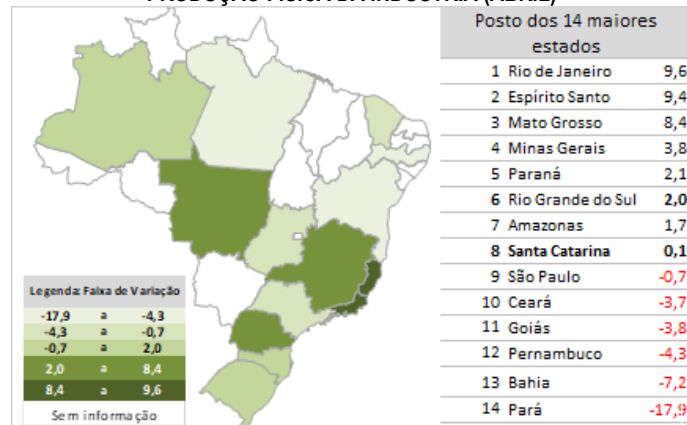 Posto dos 14 maiores
estados
1 Rio de Janeiro 9,6
2 Espírito Santo 9,4
3 Mato Grosso 8,4
4 Minas Gerais 3,8
5 Paraná 2,1
6 Rio Grande do Sul 2,0
7 Amazonas 1,7
8 Santa Catarina 0,1
9 São Paulo -0,7
10 Ceará -3,7
11 Goiás -3,8
12 Pernambuco -4,3
13 Bahia -7,2
14 Pará -17,9
Legenda: Faixa de Variação
-17,9 a -4,3
-4,3 a -0,7
-0,7 a 2,0
2,0 a 8,4
8,4 a 9,6
Sem informação